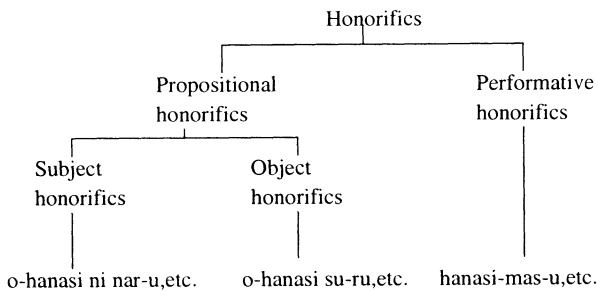 Honorifics
Propositional
honorifics
Performative
honorifics
Subject
honorifics
Object
honorifics
o-hanasi ni nar-u,etc.
o-hanasi su-ru,etc.
hanasi-mas-u,etc.